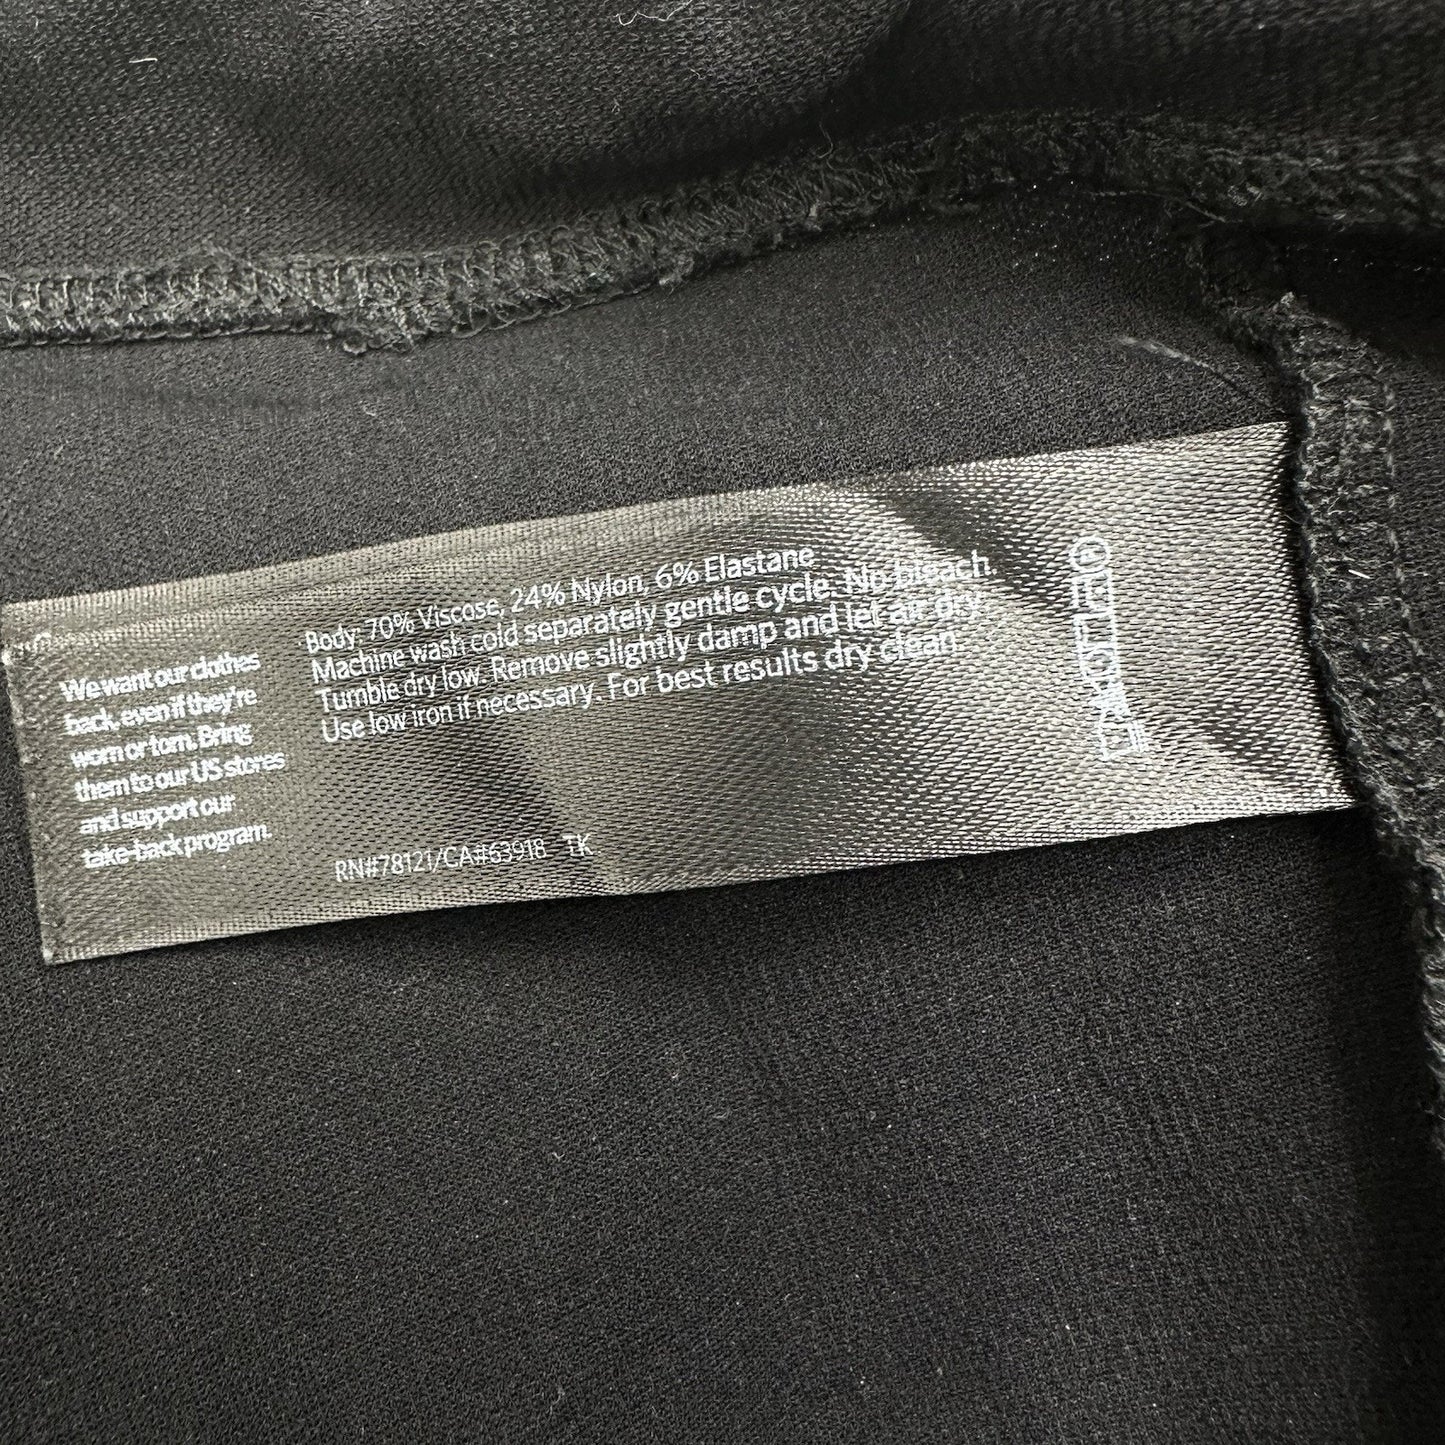 We want our clothes
back, even if they're
worn or torn. Bring
them to our US stores
and support our
take-back program.
Body: 70% Viscose, 24% Nylon, 6% Elastane
Machine wash cold separately gentle cycle. No bleach.
Tumble dry low. Remove slightly damp and let air dry.
Use low iron if necessary. For best results dry clean
RN#78121/CA#63918 TK